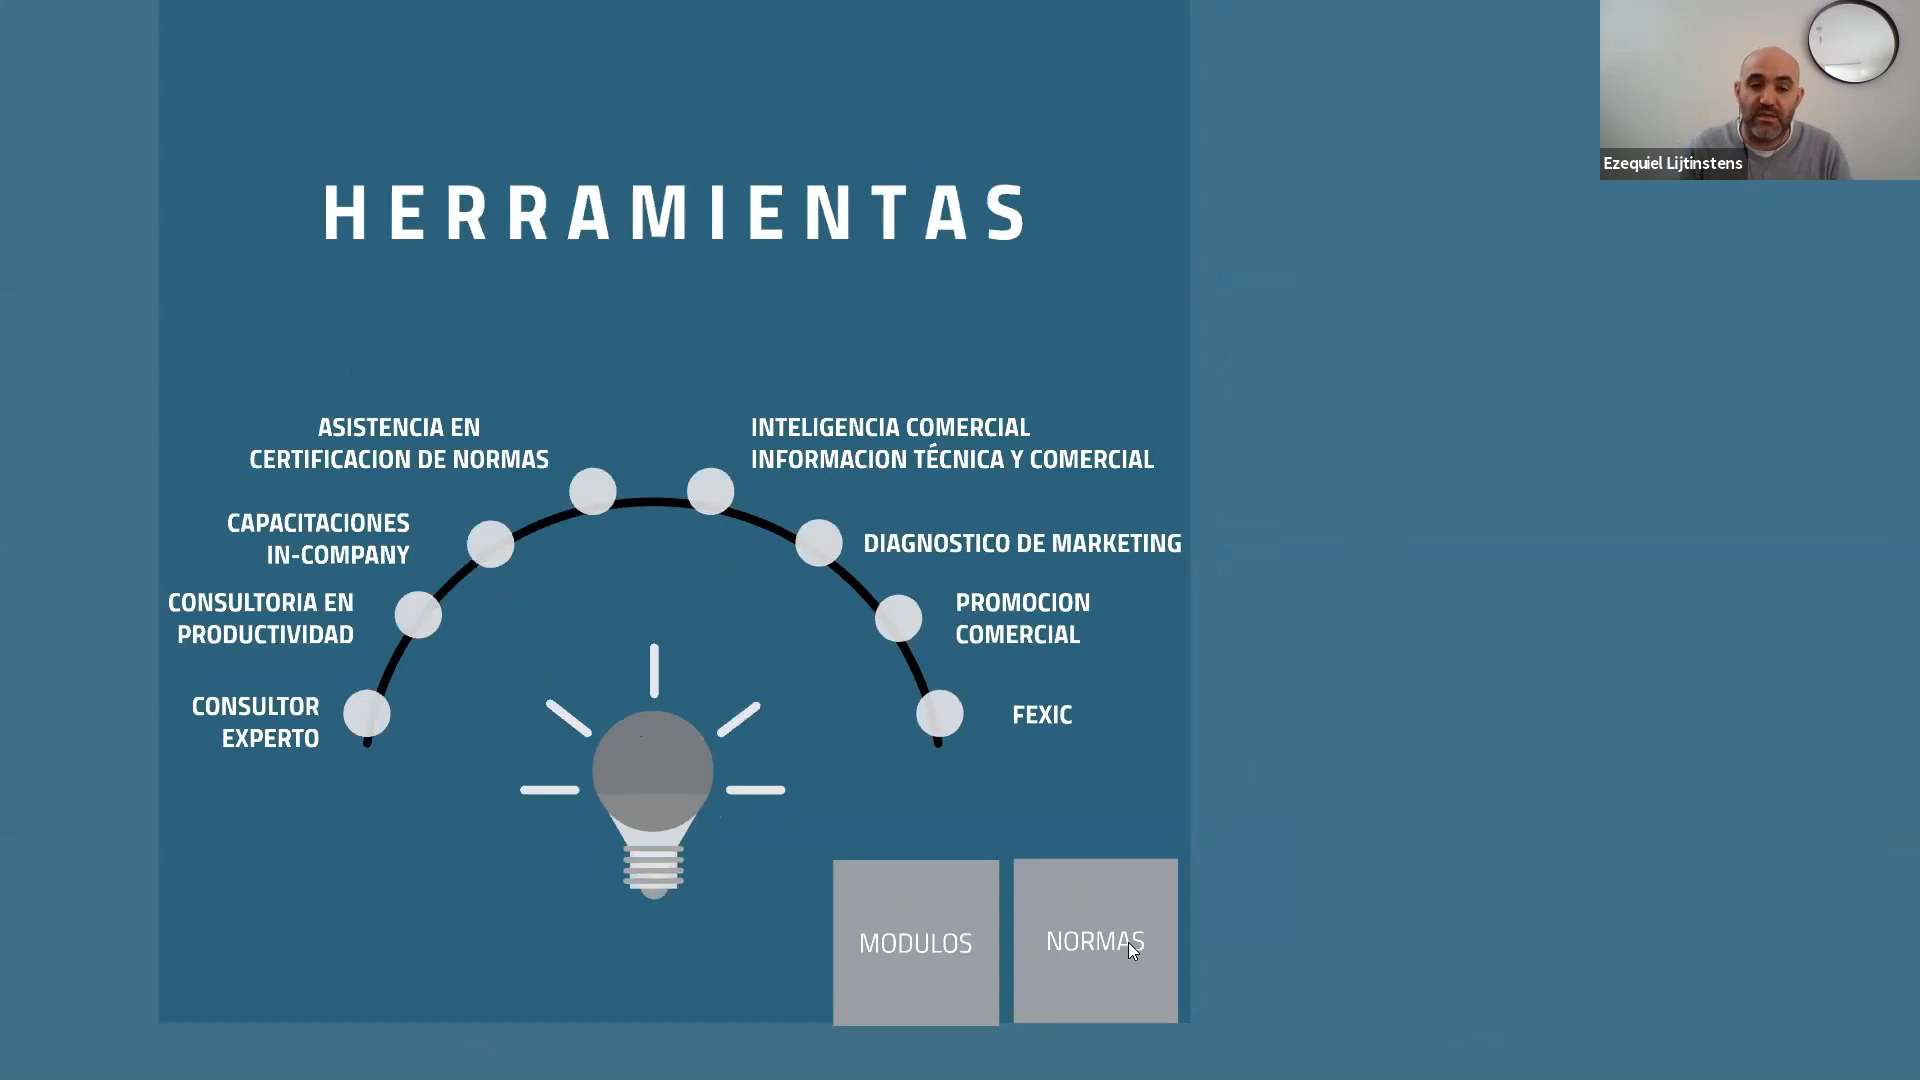 Ezequiel Lijtinstens
HERRAMIENTAS
ASISTENCIA EN
CERTIFICACION DE NORMAS
INTELIGENCIA COMERCIAL
INFORMACION TÉCNICA Y COMERCIAL
CAPACITACIONES
IN-COMPANY
DIAGNOSTICO DE MARKETING
CONSULTORIA EN
PRODUCTIVIDAD
PROMOCION
COMERCIAL
CONSULTOR
EXPERTO
FEXIC
MODULOS
NORMAS